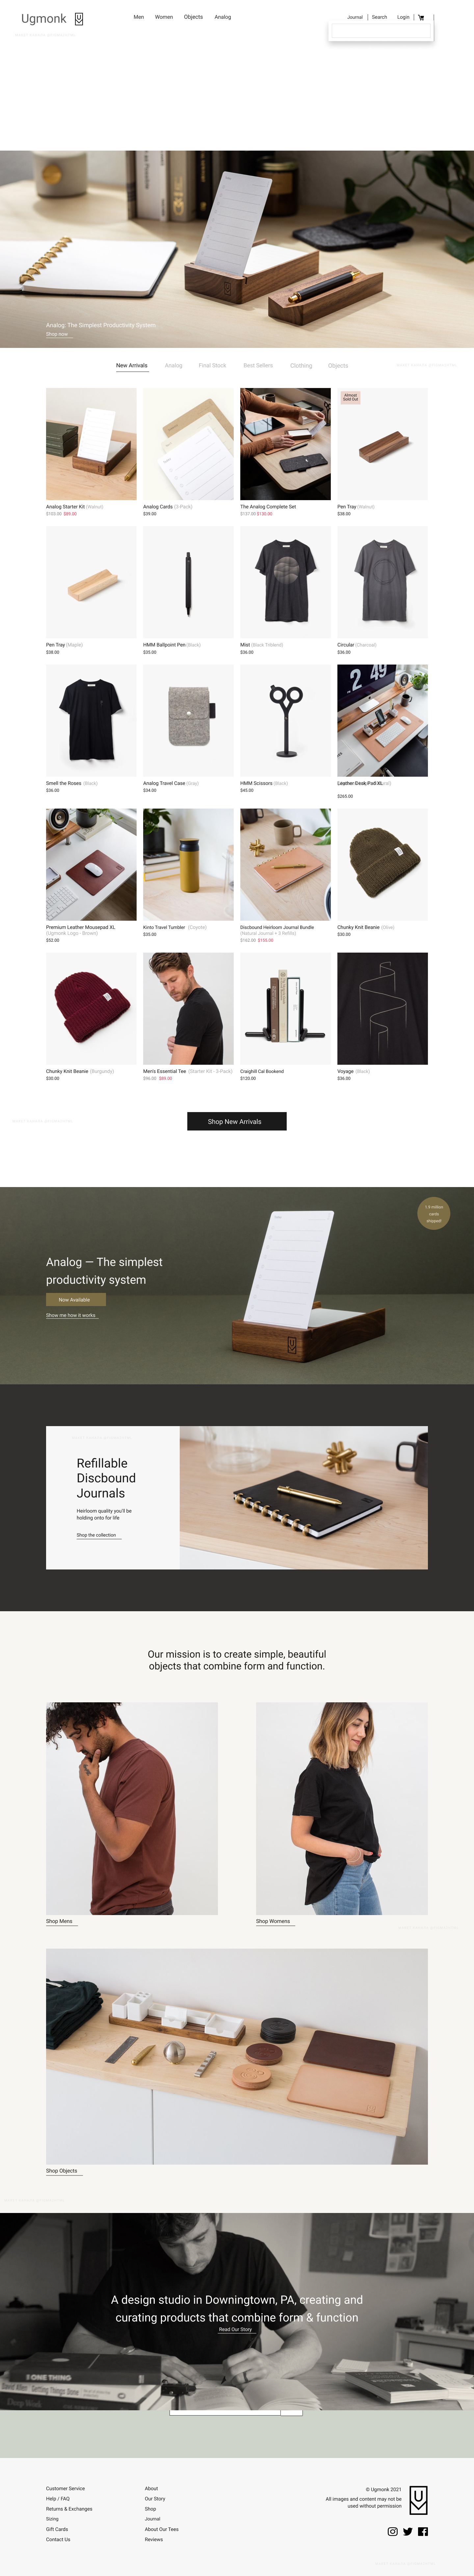 Ugmonk
Men Women Objects Analog
Journal Search Login
Analog: The Simplest Productivity System
Shop now
New Arrivals Analog Final Stock Best Sellers Clothing Objects
Almost
Sold Out
Analog Starter Kit (Walnut)
$89.00
Analog Cards (3-Pack)
$39.00
The Analog Complete Set
$137.00 $130.00
Pen Tray (Walnut)
$38.00
Pen Tray (Maple)
$38.00
HMM Ballpoint Pen (Black)
$35.00
Mist (Black Triblend)
$36.00
Circular (Charcoal)
$36.00
Smell the Roses (Black)
$36.00
Analog Travel Case (Gray)
$34.00
HMM Scissors (Black)
$45.00
Leather Desk Pad XL
$265.00
Premium Leather Mousepad XL
(Ugmonk Logo - Brown)
$52.00
Kinto Travel Tumbler (Coyote)
$35.00
Discbound Heirloom Journal Bundle
(Natural Journal + 3 Refills)
$155.00
Chunky Knit Beanie (Olive)
$30.00
Chunky Knit Beanie (Burgundy)
$30.00
Men's Essential Tee (Starter Kit - 3-Pack)
$96.00 $89.00
Craighill Cal Bookend
$120.00
Voyage (Black)
$36.00
Shop New Arrivals
1.4 million
cards
shipped!
Analog — The simplest
productivity system
Now Available
Show me how it works
Refillable
Discbound
Journals
Heirloom quality you'll be
holding onto for life
Shop the collection
Our mission is to create simple, beautiful
objects that combine form and function.
Shop Mens
Shop Womens
Shop Objects
A design studio in Downingtown, PA, creating and
curating products that combine form & function
Read Our Story
Customer Service
Help / FAQ
Returns & Exchanges
Sizing
Gift Cards
Contact Us
About
Our Story
Shop
Journal
About Our Tees
Reviews
© Ugmonk 2021
All images and content may not be
used without permission